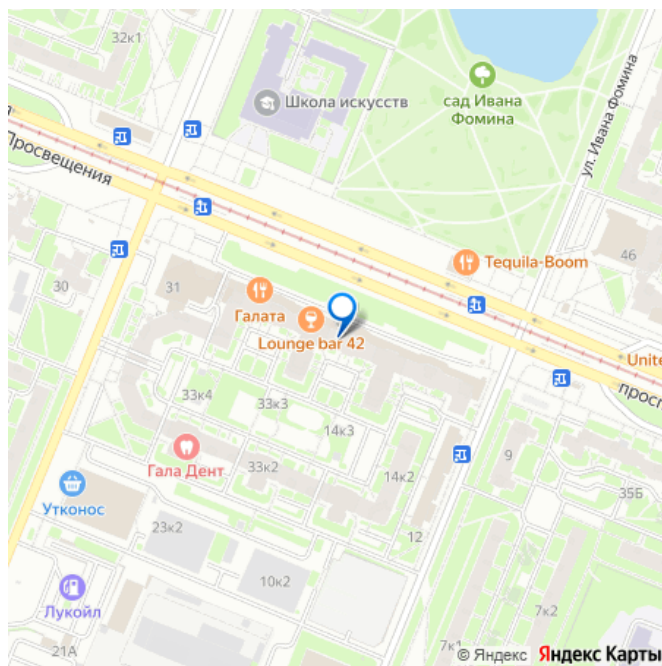 32к1
Школа искусств
сад Ивана
Фомина
ул. Ивана Фомина
я
Просвещения
46
Tequila-Boom
30
31
Галата
Lounge bar 42
Unite
просп
33к4
33к3
14к3
9
Гала Дент
33к2
14к2
35Б
Утконос
23к2
12
10к2
Лукойл
7к2
21А
7к1
© Яндекс Яндекс Карты